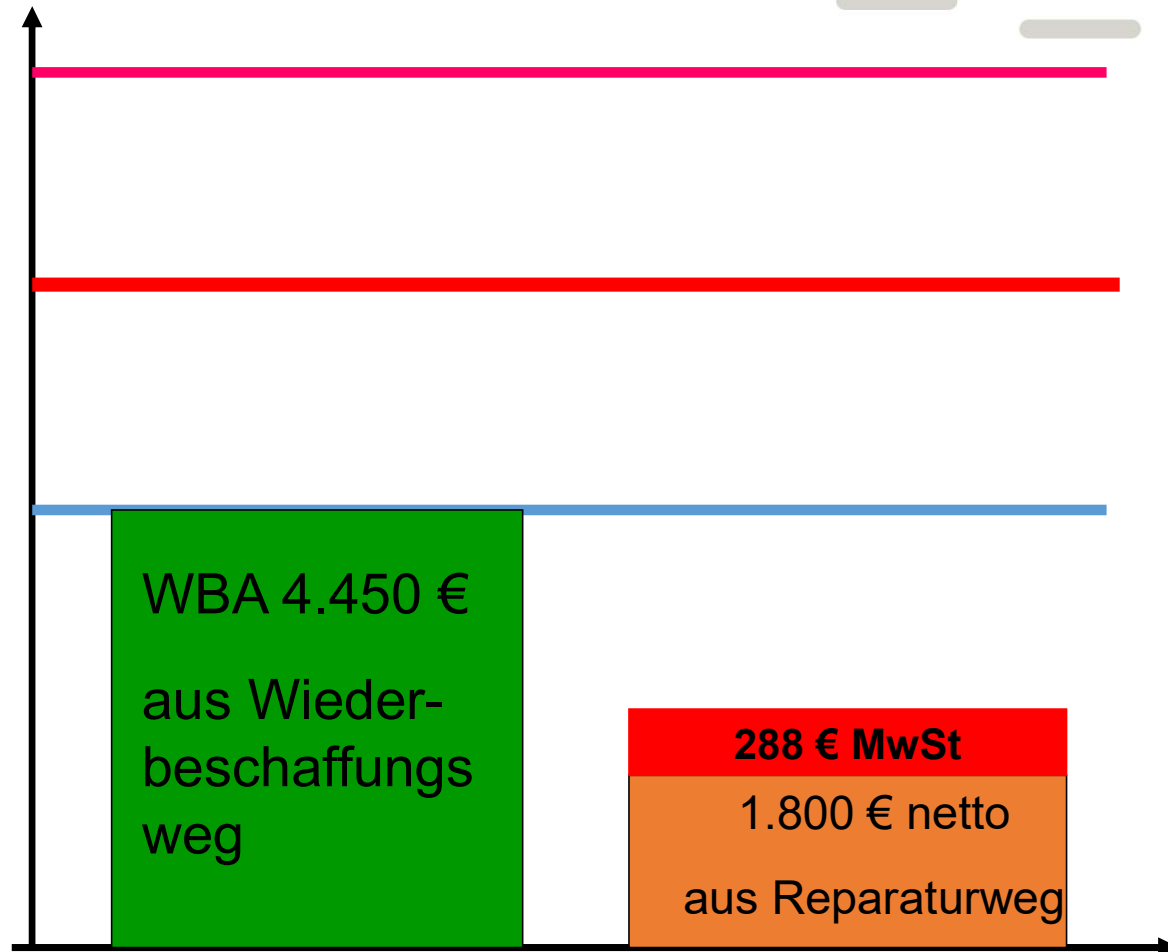 WBA 4.450 €
aus Wieder-
beschaffungs
weg
288 € MwSt
1.800 € netto
aus Reparaturweg